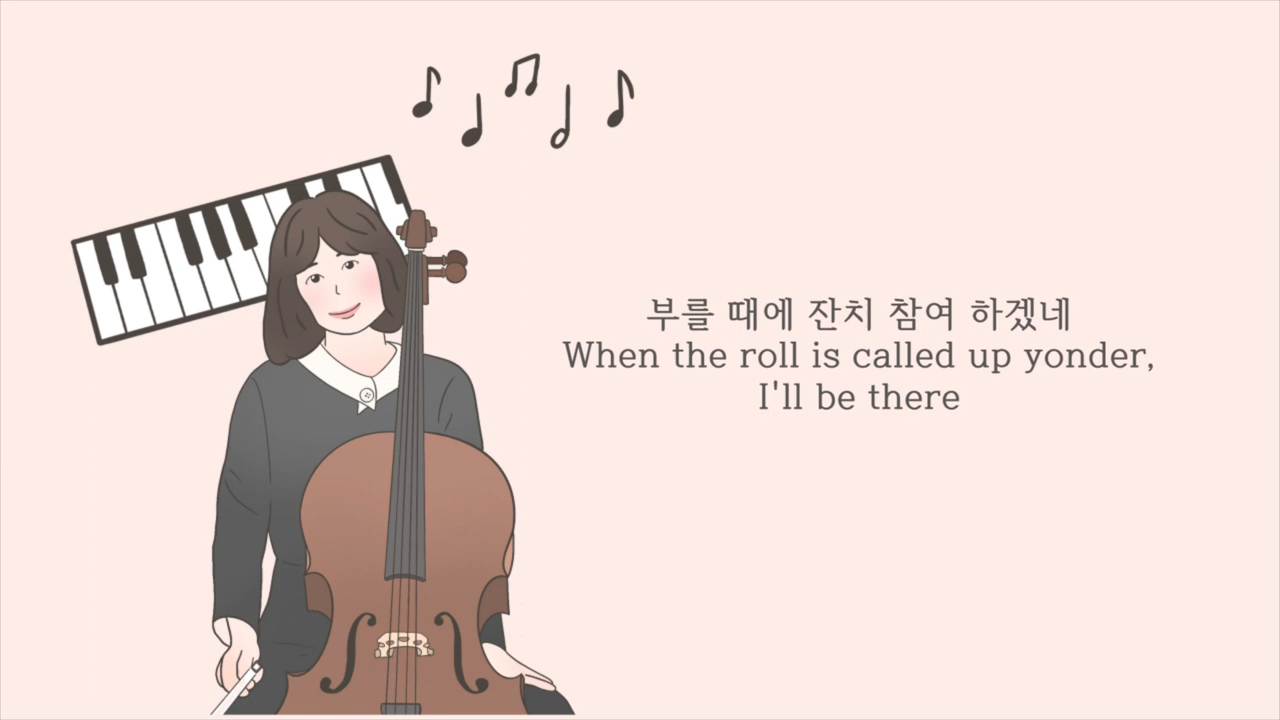 부를 때에 잔치 참여 하겠네
When the roll is called up yonder,
I'll be there